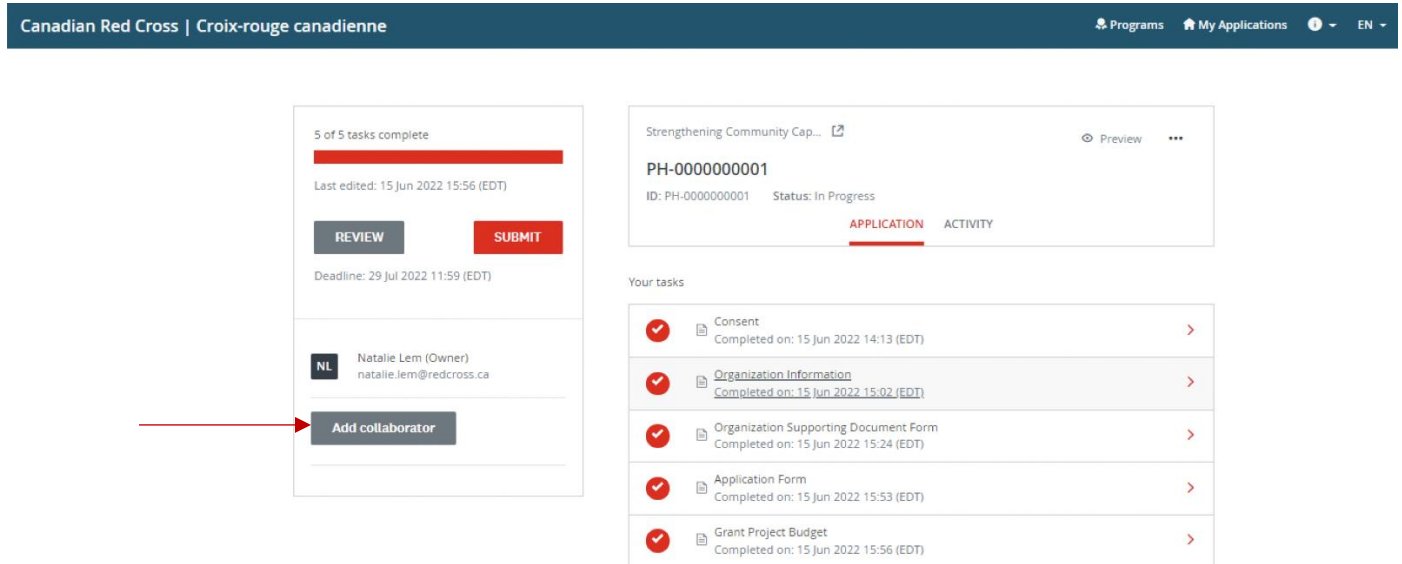 Canadian Red Cross | Croix-rouge canadienne
Programs
My Applications
EN
5 of 5 tasks complete
Last edited: 15 Jun 2022 15:56 (EDT)
REVIEW
SUBMIT
Deadline: 29 Jul 2022 11:59 (EDT)
NL
Natalie Lem (Owner)
natalie.lem@redcross.ca
Add collaborator
Strengthening Community Cap...
Preview
PH-0000000001
ID: PH-0000000001 Status: In Progress
APPLICATION ACTIVITY
Your tasks
Consent
Completed on: 15 Jun 2022 14:13 (EDT)
Organization Information
Completed on: 15 Jun 2022 15:02 (EDT)
Organization Supporting Document Form
Completed on: 15 Jun 2022 15:24 (EDT)
Application Form
Completed on: 15 Jun 2022 15:53 (EDT)
Grant Project Budget
Completed on: 15 Jun 2022 15:56 (EDT)